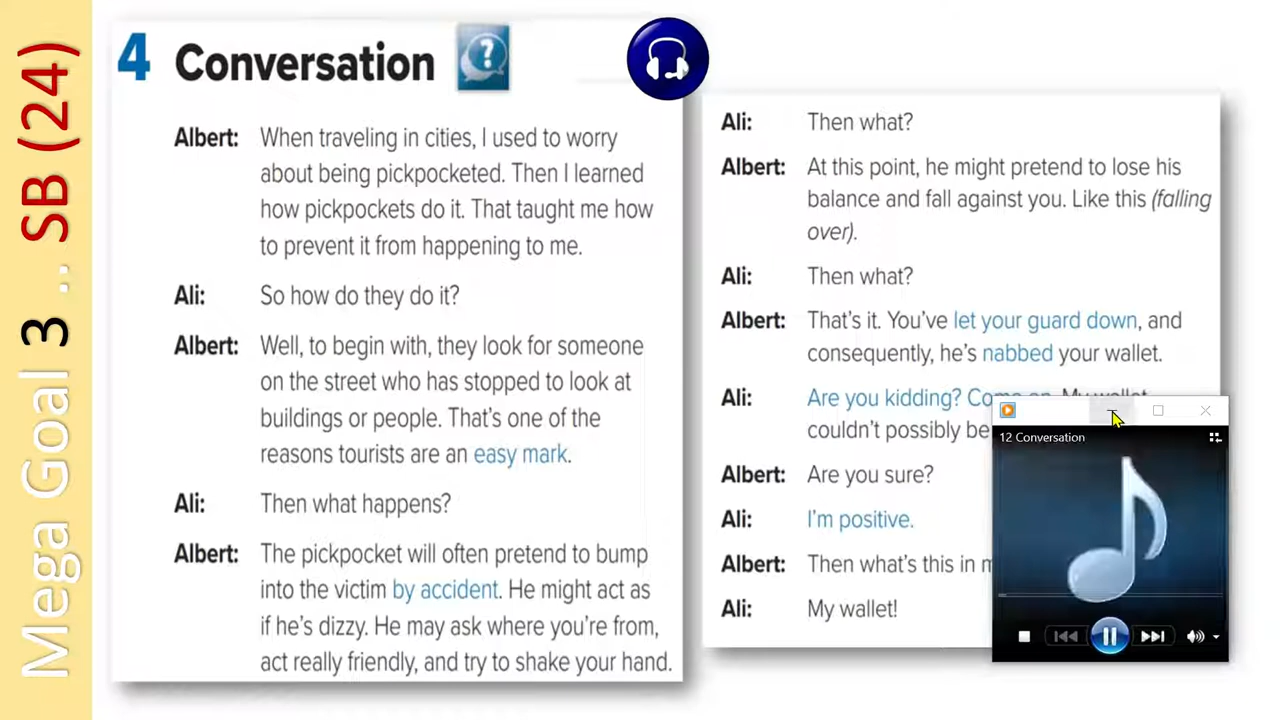 Mega Goal 3 .. SB (24)
4 Conversation
Albert: When traveling in cities, I used to worry
about being pickpocketed. Then I learned
how pickpockets do it. That taught me how
to prevent it from happening to me.
Ali: So how do they do it?
Albert: Well, to begin with, they look for someone
on the street who has stopped to look at
buildings or people. That's one of the
reasons tourists are an easy mark.
Ali: Then what happens?
Albert: The pickpocket will often pretend to bump
into the victim by accident. He might act as
if he's dizzy. He may ask where you're from,
act really friendly, and try to shake your hand.
Ali: Then what?
Albert: At this point, he might pretend to lose his
balance and fall against you. Like this (falling
over).
Ali: Then what?
Albert: That's it. You've let your guard down, and
consequently, he's nabbed your wallet.
Ali: Are you kidding? Come on. My wallet
couldn't possibly be
Albert: Are you sure?
Ali: I'm positive.
Albert: Then what's this in
Ali: My wallet!
12 Conversation